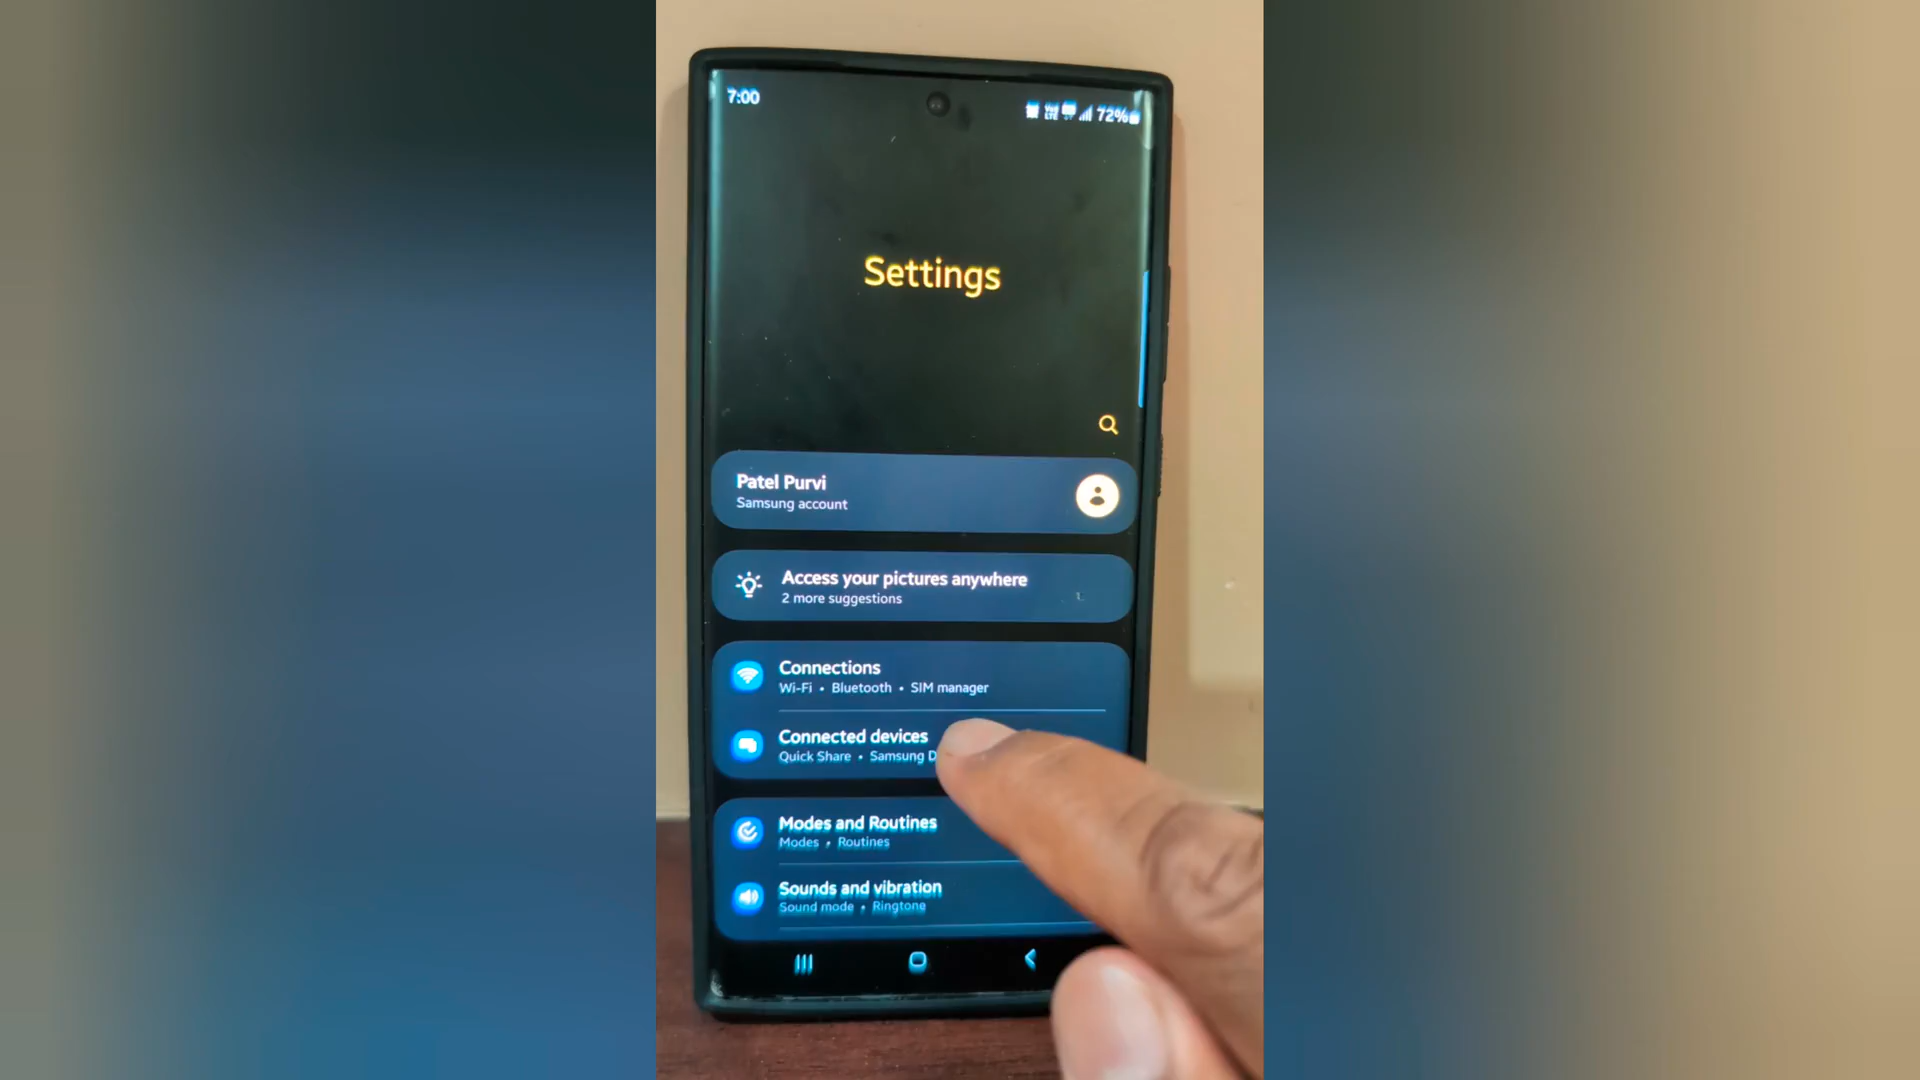 7:00
72%
Settings
Patel Purvi
Samsung account
Access your pictures anywhere
2 more suggestions
Connections
Wi-Fi • Bluetooth • SIM manager
Connected devices
Quick Share • Samsung
Modes and Routines
Modes • Routines
Sounds and vibration
Sound mode • Ringtone